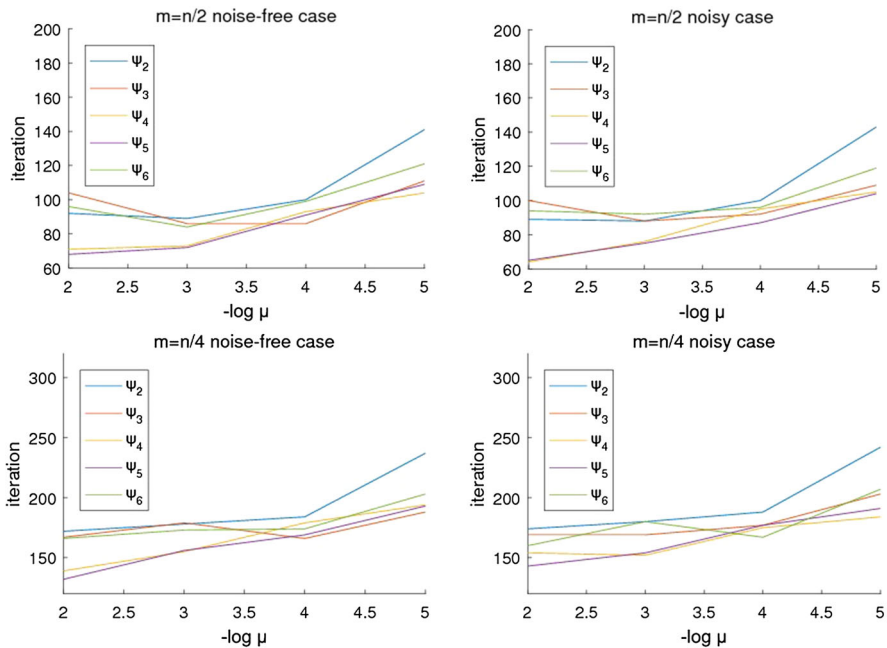 m=n/2 noise-free case
200
180
160
140
120
100
80
60
iteration
ψ2
ψ3
ψ4
ψ5
ψ6
2 2.5 3 3.5 4 4.5 5
-log μ
m=n/2 noisy case
200
180
160
140
120
100
80
60
iteration
ψ2
ψ3
ψ4
ψ5
ψ6
2 2.5 3 3.5 4 4.5 5
-log μ
m=n/4 noise-free case
300
250
200
150
iteration
ψ2
ψ3
ψ4
ψ5
ψ6
2 2.5 3 3.5 4 4.5 5
-log μ
m=n/4 noisy case
300
250
200
150
iteration
ψ2
ψ3
ψ4
ψ5
ψ6
2 2.5 3 3.5 4 4.5 5
-log μ